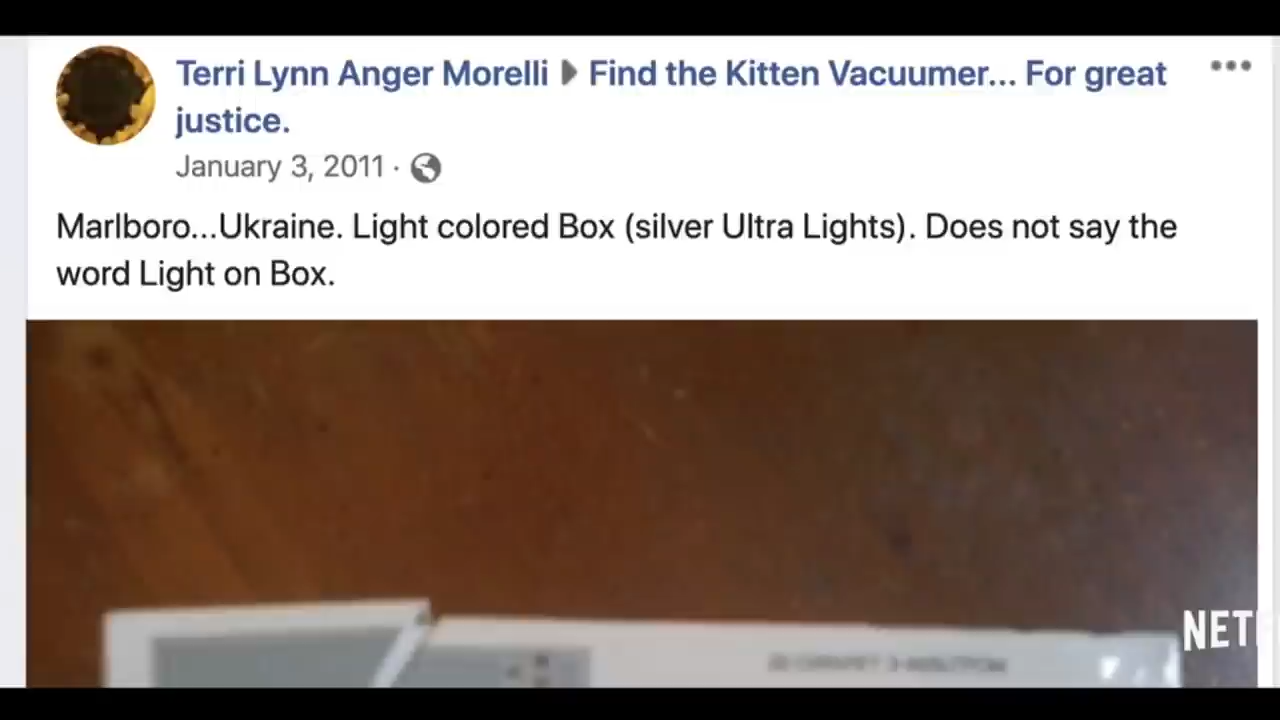 Terri Lynn Anger Morelli ▶ Find the Kitten Vacuumer... For great
justice.
January 3, 2011 ·
Marlboro...Ukraine. Light colored Box (silver Ultra Lights). Does not say the
word Light on Box.